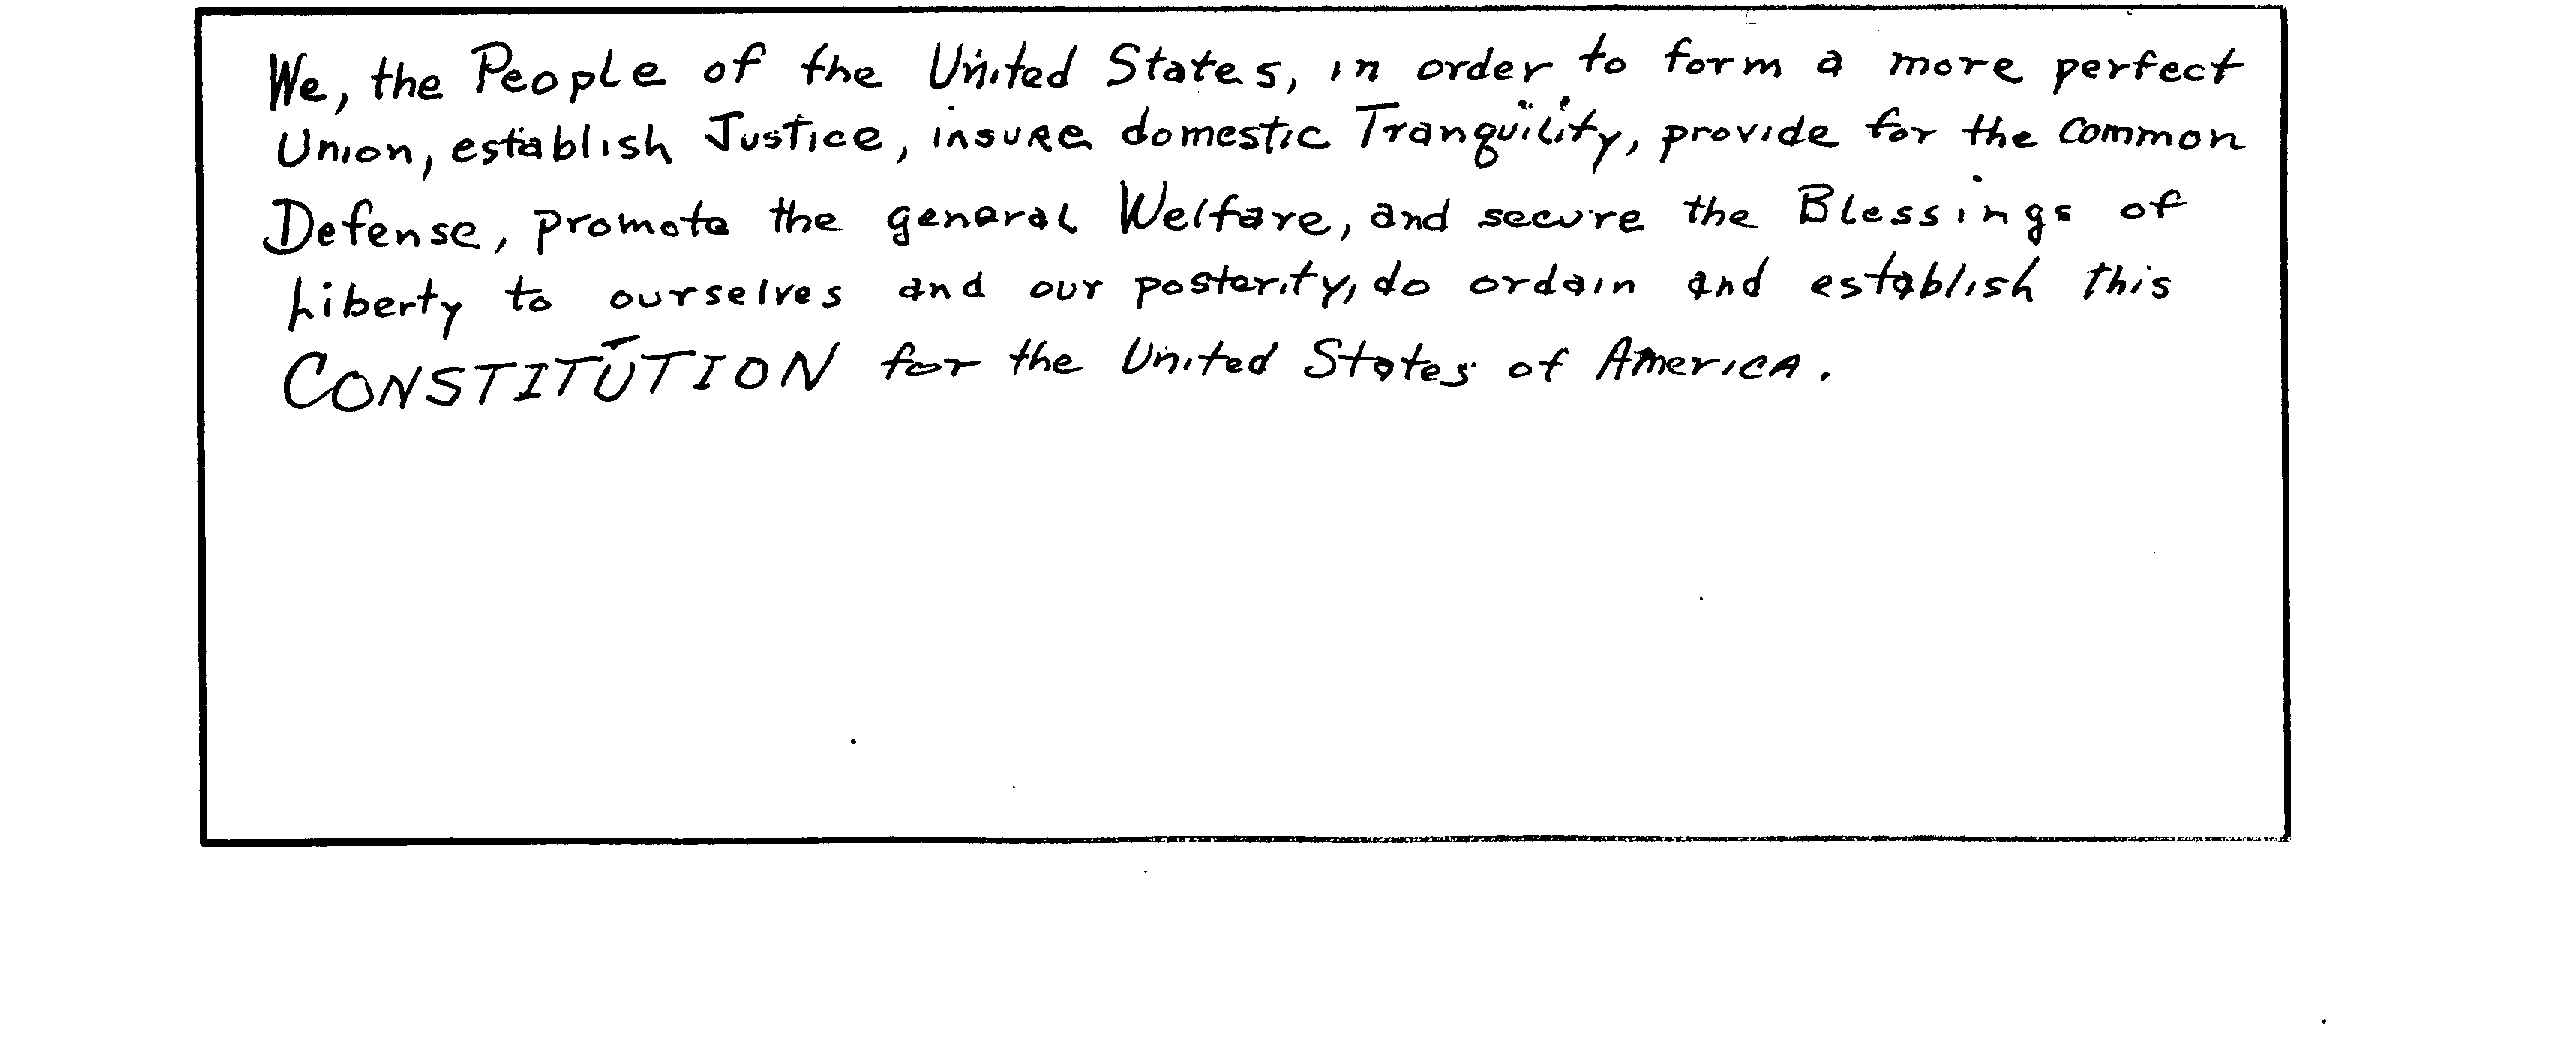 We, the People of the United States, in order to form a more perfect
Union, establish Justice, insure domestic Tranquility, provide for the common
Defense, promote the general Welfare, and secure the Blessings of
Liberty to ourselves and our posterity, do ordain and establish this
CONSTITUTION for the United States of America.